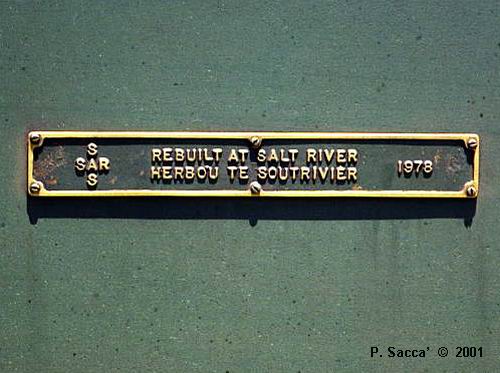 S
SAR
S
REBUILT AT SALT RIVER
HERBOU TE SOUTRIVIER
1978
P. Sacca' © 2001